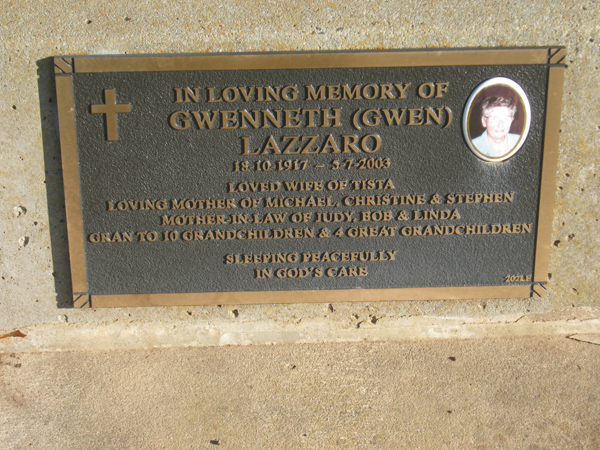 IN LOVING MEMORY OF
GWENNETH (GWEN)
LAZZARO
18·10·1917 – 5·7·2003
LOVED WIFE OF TISTA
LOVING MOTHER OF MICHAEL, CHRISTINE & STEPHEN
MOTHER-IN-LAW OF JUDY, BOB & LINDA
GRAN TO 10 GRANDCHILDREN & 4 GREAT GRANDCHILDREN
SLEEPING PEACEFULLY
IN GOD'S CARE